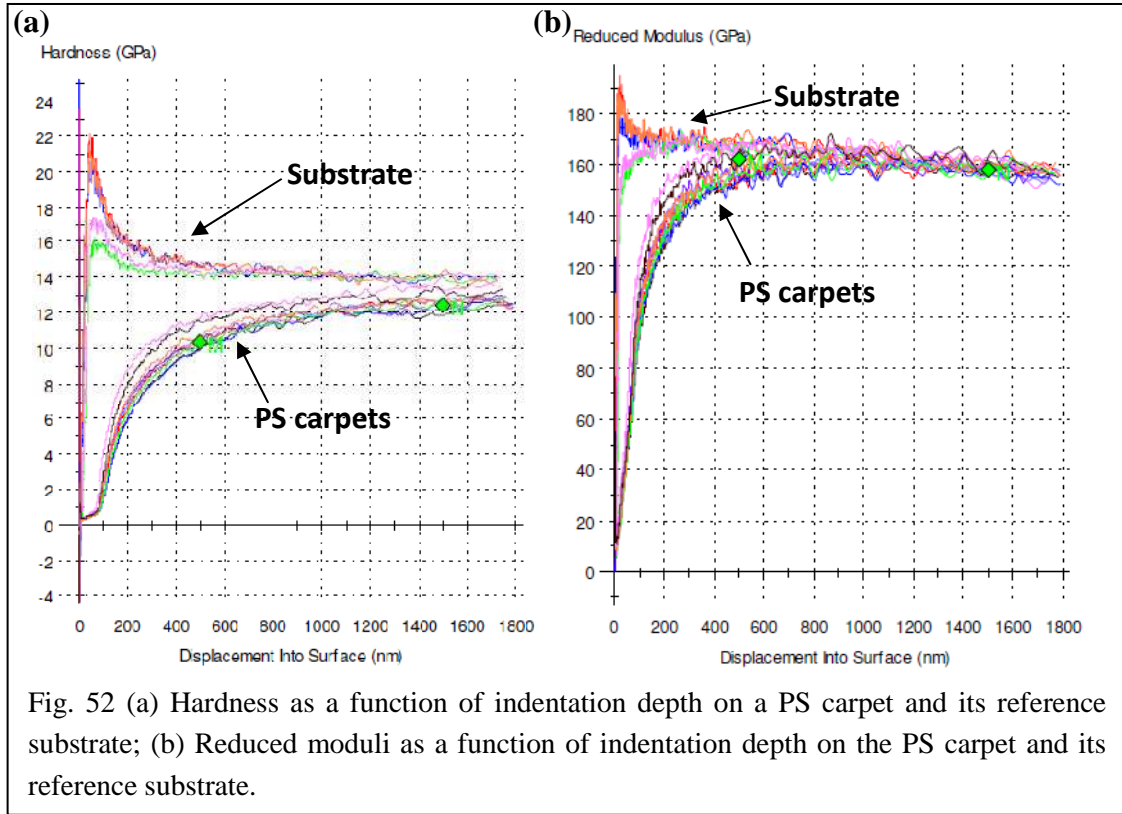 (a)
Hardness (GPa)
24
22
20
18
16
14
12
10
8
6
4
2
0
-2
-4
0 200 400 600 800 1000 1200 1400 1600 1800
Displacement Into Surface (nm)
Substrate
PS carpets
(b)
Reduced Modulus (GPa)
180
160
140
120
100
80
60
40
20
0
0 200 400 600 800 1000 1200 1400 1600 1800
Displacement Into Surface (nm)
Substrate
PS carpets
Fig. 52 (a) Hardness as a function of indentation depth on a PS carpet and its reference
substrate; (b) Reduced moduli as a function of indentation depth on the PS carpet and its
reference substrate.